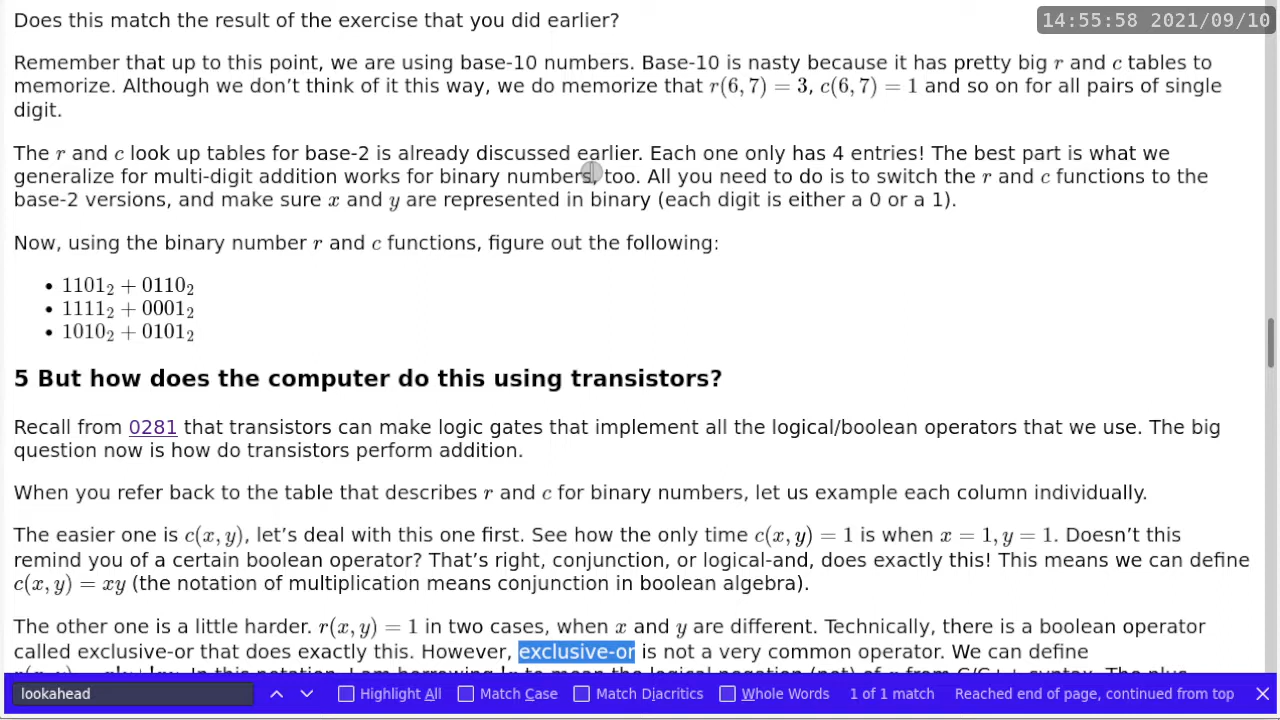 Does this match the result of the exercise that you did earlier?
14:55:58 2021/09/10
Remember that up to this point, we are using base-10 numbers. Base-10 is nasty because it has pretty big r and c tables to
memorize. Although we don’t think of it this way, we do memorize that r(6, 7) = 3, c(6, 7) = 1 and so on for all pairs of single
digit.
The r and c look up tables for base-2 is already discussed earlier. Each one only has 4 entries! The best part is what we
generalize for multi-digit addition works for binary numbers, too. All you need to do is to switch the r and c functions to the
base-2 versions, and make sure x and y are represented in binary (each digit is either a 0 or a 1).
Now, using the binary number r and c functions, figure out the following:
• 1101₂ + 0110₂
• 1111₂ + 0001₂
• 1010₂ + 0101₂
5 But how does the computer do this using transistors?
Recall from 0281 that transistors can make logic gates that implement all the logical/boolean operators that we use. The big
question now is how do transistors perform addition.
When you refer back to the table that describes r and c for binary numbers, let us example each column individually.
The easier one is c(x, y), let’s deal with this one first. See how the only time c(x, y) = 1 is when x = 1, y = 1. Doesn’t this
remind you of a certain boolean operator? That’s right, conjunction, or logical-and, does exactly this! This means we can define
c(x, y) = xy (the notation of multiplication means conjunction in boolean algebra).
The other one is a little harder. r(x, y) = 1 in two cases, when x and y are different. Technically, there is a boolean operator
called exclusive-or that does exactly this. However, exclusive-or is not a very common operator. We can define
lookahead
Highlight All
Match Case
Match Diacritics
Whole Words
1 of 1 match
Reached end of page, continued from top